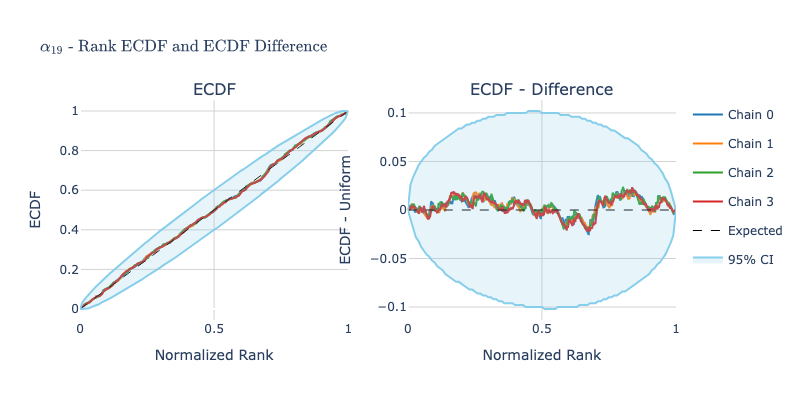 α₁₉ - Rank ECDF and ECDF Difference
ECDF
ECDF - Difference
ECDF
1
0.8
0.6
0.4
0.2
0
0
0.5
1
Normalized Rank
ECDF - Uniform
0.1
0.05
0
−0.05
−0.1
0
0.5
1
Normalized Rank
Chain 0
Chain 1
Chain 2
Chain 3
Expected
95% CI